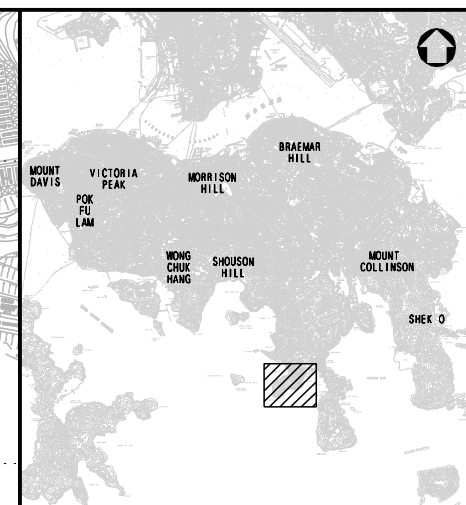 BRAEMAR
HILL
MOUNT
DAVIS
VICTORIA
PEAK
MORRISON
HILL
POK
FU
LAM
WONG
CHUK
HANG
SHOUSON
HILL
MOUNT
COLLINSON
SHEK O